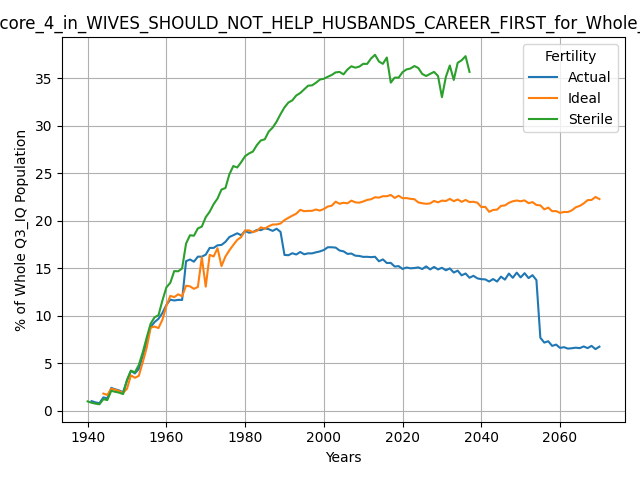 core_4_in_WIVES_SHOULD_NOT_HELP_HUSBANDS_CAREER_FIRST_for_Whole_
% of Whole Q3_IQ Population
35
30
25
20
15
10
5
0
1940 1960 1980 2000 2020 2040 2060
Years
Fertility
Actual
Ideal
Sterile